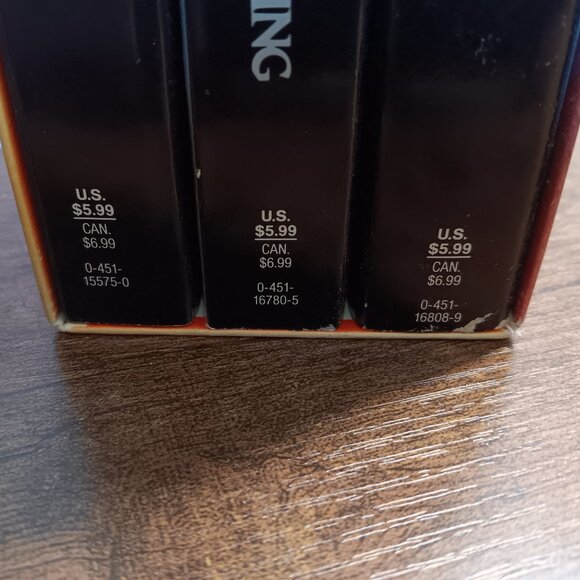 ING
U.S.
$5.99
CAN.
$6.99
0-451-
15575-0
U.S.
$5.99
CAN.
$6.99
0-451-
16780-5
U.S.
$5.99
CAN.
$6.99
0-451-
16808-9